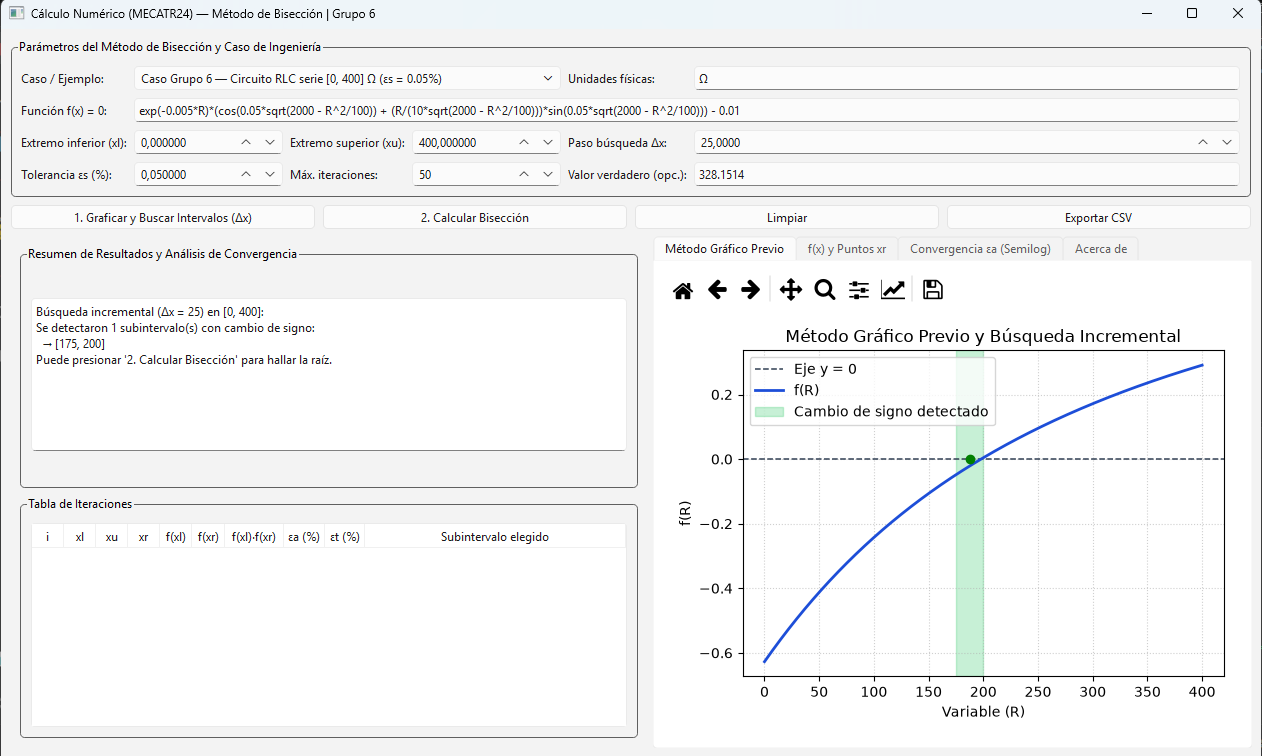 Cálculo Numérico (MECATR24) — Método de Bisección | Grupo 6
Parámetros del Método de Bisección y Caso de Ingeniería
Caso / Ejemplo: Caso Grupo 6 — Circuito RLC serie [0, 400] Ω (εs = 0.05%) Unidades físicas: Ω
Función f(x) = 0: exp(-0.005*R)*(cos(0.05*sqrt(2000 - R^2/100)) + (R/(10*sqrt(2000 - R^2/100)))*sin(0.05*sqrt(2000 - R^2/100))) - 0.01
Extremo inferior (xl): 0,000000 Extremo superior (xu): 400,000000 Paso búsqueda Δx: 25,0000
Tolerancia εs (%): 0,050000 Máx. iteraciones: 50 Valor verdadero (opc.): 328.1514
1. Graficar y Buscar Intervalos (Δx) 2. Calcular Bisección Limpiar Exportar CSV
Resumen de Resultados y Análisis de Convergencia
Búsqueda incremental (Δx = 25) en [0, 400]:
Se detectaron 1 subintervalo(s) con cambio de signo:
→ [175, 200]
Puede presionar '2. Calcular Bisección' para hallar la raíz.
Tabla de Iteraciones
i xl xu xr f(xl) f(xr) f(xl)·f(xr) εa (%) εt (%) Subintervalo elegido
Método Gráfico Previo f(x) y Puntos xr Convergencia εa (Semilog) Acerca de
Método Gráfico Previo y Búsqueda Incremental
Eje y = 0
f(R)
Cambio de signo detectado
0.2
0.0
−0.2
−0.4
−0.6
f(R)
0 50 100 150 200 250 300 350 400
Variable (R)